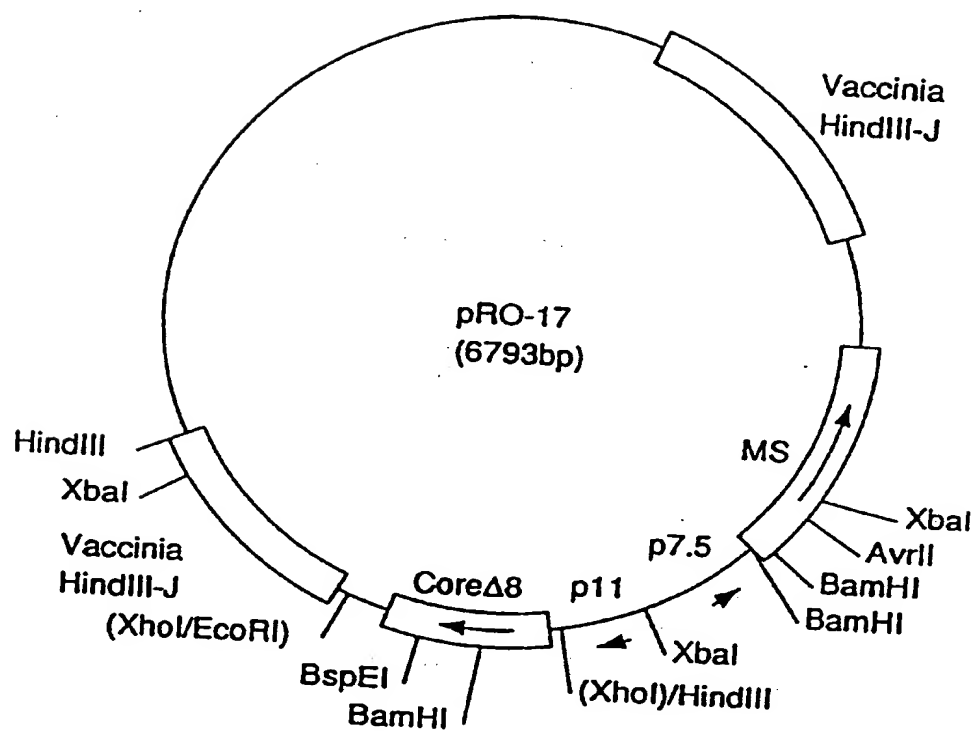 Vaccinia
HindIII-J
pRO-17
(6793bp)
HindIII
XbaI
Vaccinia
HindIII-J
(XhoI/EcoRI)
BspEI
BamHI
CoreΔ8
p11
p7.5
MS
XbaI
AvrII
BamHI
BamHI
XbaI
(XhoI)/HindIII